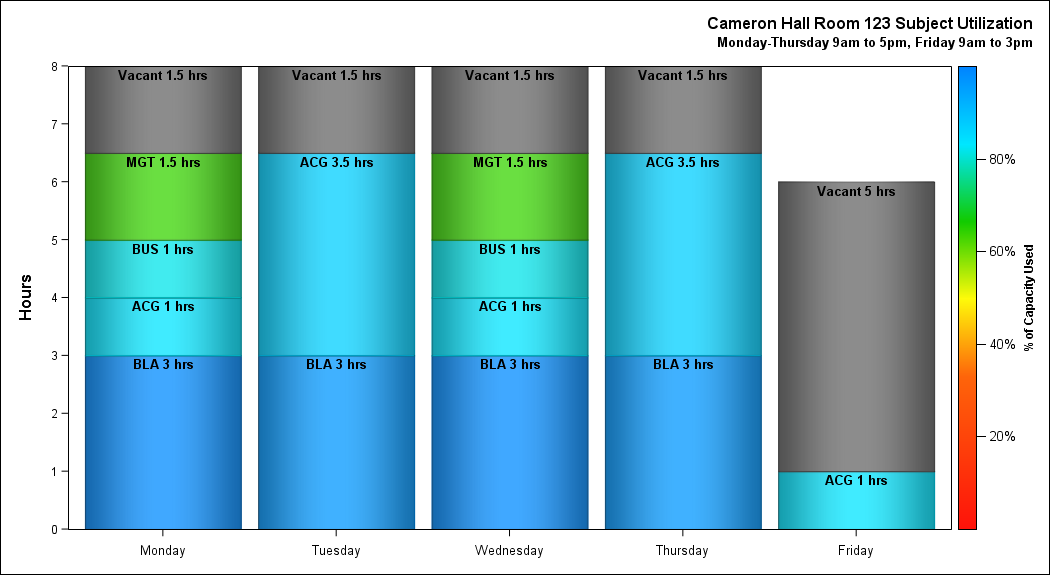 Cameron Hall Room 123 Subject Utilization
Monday-Thursday 9am to 5pm, Friday 9am to 3pm
Hours
8
7
6
5
4
3
2
1
0
Vacant 1.5 hrs
MGT 1.5 hrs
BUS 1 hrs
ACG 1 hrs
BLA 3 hrs
Monday
Vacant 1.5 hrs
ACG 3.5 hrs
BLA 3 hrs
Tuesday
Vacant 1.5 hrs
MGT 1.5 hrs
BUS 1 hrs
ACG 1 hrs
BLA 3 hrs
Wednesday
Vacant 1.5 hrs
ACG 3.5 hrs
BLA 3 hrs
Thursday
Vacant 5 hrs
ACG 1 hrs
Friday
80%
60%
40%
20%
% of Capacity Used